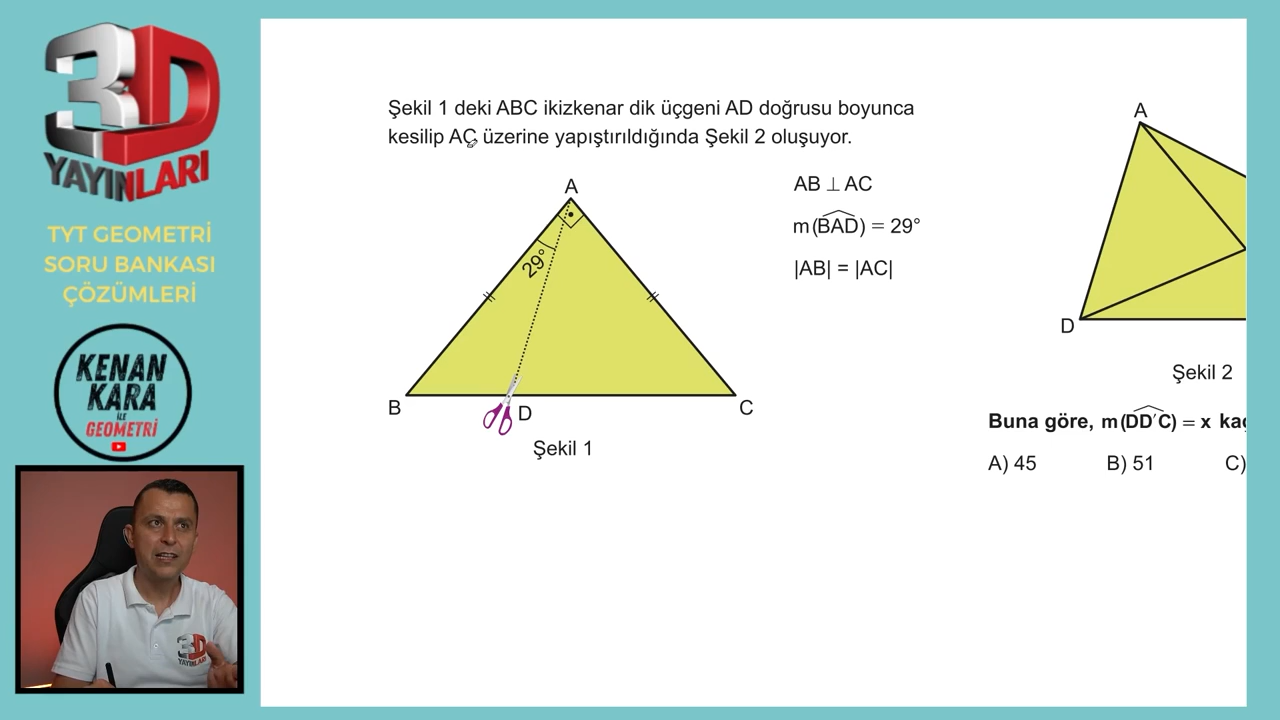 3D
YAYINLARI
TYT GEOMETRİ
SORU BANKASI
ÇÖZÜMLERİ
KENAN
KARA
İLE
GEOMETRİ
3D
YAYINLARI
Şekil 1 deki ABC ikizkenar dik üçgeni AD doğrusu boyunca
kesilip AC üzerine yapıştırıldığında Şekil 2 oluşuyor.
A
29°
B
D
C
Şekil 1
AB ⊥ AC
m(BAD) = 29°
|AB| = |AC|
A
D
Şekil 2
Buna göre, m(DD'C) = x
A) 45 B) 51 C)